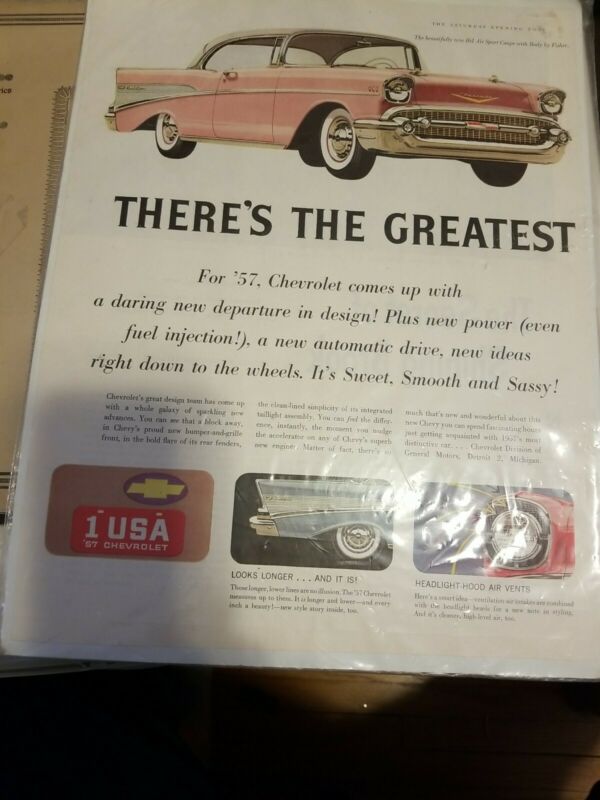 THE SATURDAY EVENING POST
The beautifully new Bel Air Sport Coupe with Body by Fisher.
THERE'S THE GREATEST
For '57, Chevrolet comes up with
a daring new departure in design! Plus new power (even
fuel injection!), a new automatic drive, new ideas
right down to the wheels. It's Sweet, Smooth and Sassy!
Chevrolet's great design team has come up
with a whole galaxy of sparkling new
advances. You can see that a block away,
in Chevy's proud new bumper-and-grille
front, in the bold flare of its rear fenders,
the clean-lined simplicity of its integrated
taillight assembly. You can feel the differ-
ence, instantly, the moment you nudge
the accelerator on any of Chevy's superb
new engines. Matter of fact, there's so
much that's new and wonderful about this
new Chevy you can spend fascinating hours
just getting acquainted with 1957's most
distinctive car. . . . Chevrolet Division of
General Motors, Detroit 2, Michigan.
1 USA
'57 CHEVROLET
LOOKS LONGER . . . AND IT IS!
Those longer, lower lines are no illusion. The '57 Chevrolet
measures up to them. It is longer and lower—and every
inch a beauty!—new style story inside, too.
HEADLIGHT-HOOD AIR VENTS
Here's a smart idea—ventilation air intakes are combined
with the headlight bezels for a new note in styling.
And it's cleaner, high-level air, too.